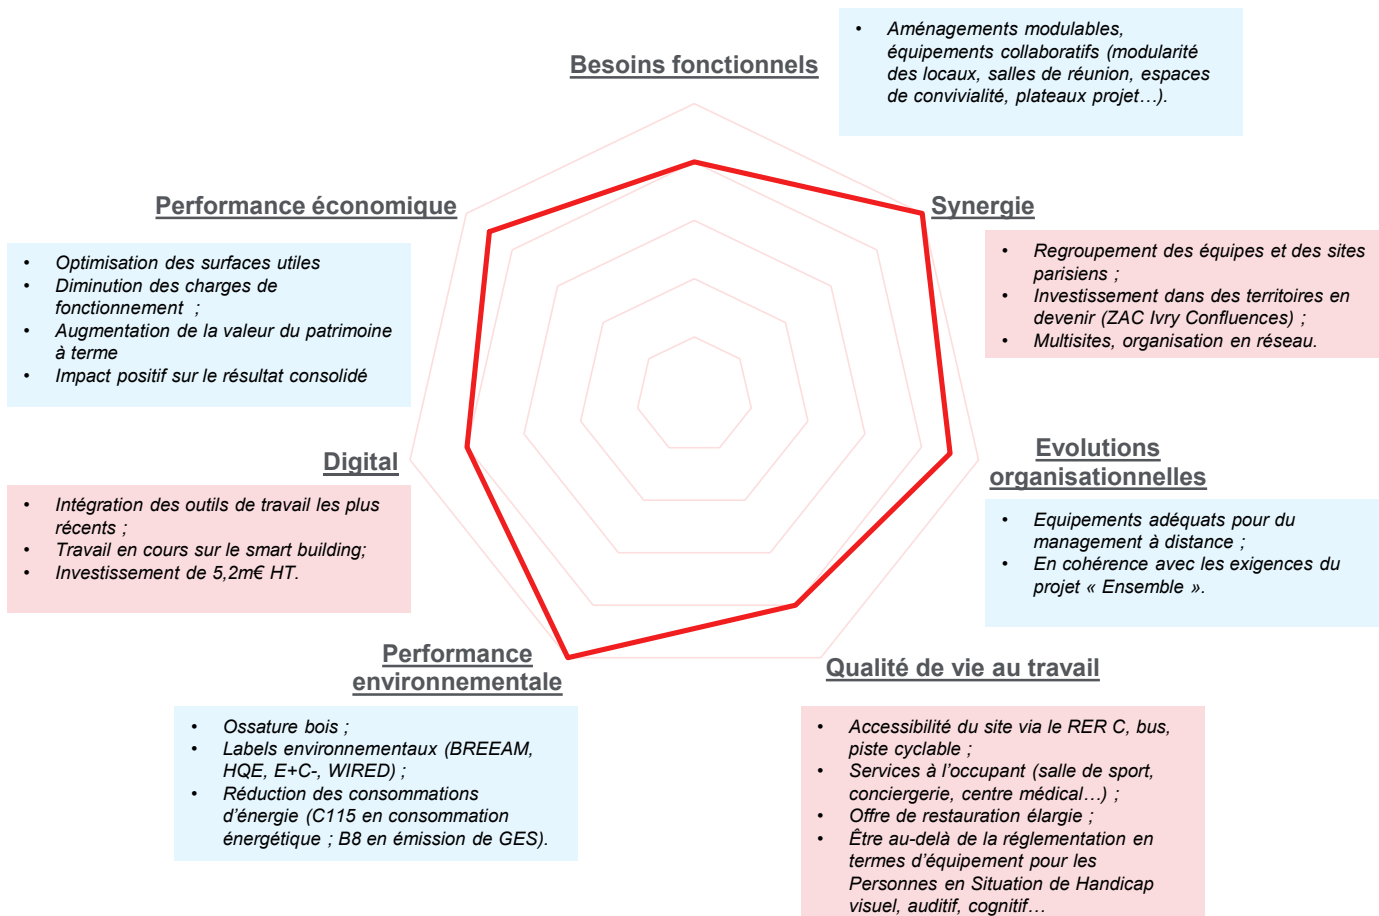 Besoins fonctionnels
• Aménagements modulables,
équipements collaboratifs (modularité
des locaux, salles de réunion, espaces
de convivialité, plateaux projet…).
Synergie
• Regroupement des équipes et des sites
parisiens ;
• Investissement dans des territoires en
devenir (ZAC Ivry Confluences) ;
• Multisites, organisation en réseau.
Evolutions
organisationnelles
• Equipements adéquats pour du
management à distance ;
• En cohérence avec les exigences du
projet « Ensemble ».
Qualité de vie au travail
• Accessibilité du site via le RER C, bus,
piste cyclable ;
• Services à l’occupant (salle de sport,
conciergerie, centre médical…) ;
• Offre de restauration élargie ;
• Être au-delà de la réglementation en
termes d’équipement pour les
Personnes en Situation de Handicap
visuel, auditif, cognitif…
Performance
environnementale
• Ossature bois ;
• Labels environnementaux (BREEAM,
HQE, E+C-, WIRED) ;
• Réduction des consommations
d’énergie (C115 en consommation
énergétique ; B8 en émission de GES).
Digital
• Intégration des outils de travail les plus
récents ;
• Travail en cours sur le smart building;
• Investissement de 5,2m€ HT.
Performance économique
• Optimisation des surfaces utiles
• Diminution des charges de
fonctionnement ;
• Augmentation de la valeur du patrimoine
à terme
• Impact positif sur le résultat consolidé